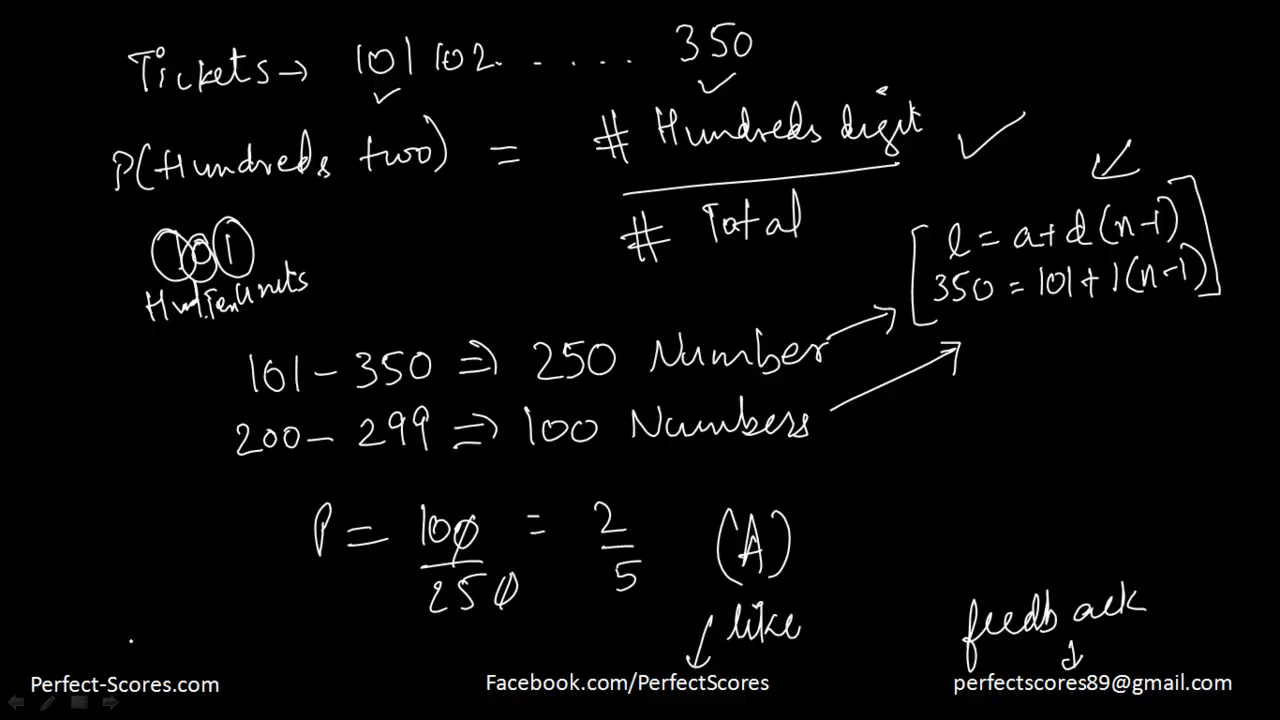 Tickets → 101 102. . . . . . 350
P(Hundreds two) = # Hundreds digit / # Total
101
Hund. Ten Units
l = a + d(n-1)
350 = 101 + 1(n-1)
101 - 350 ⇒ 250 Number
200 - 299 ⇒ 100 Numbers
P = 100/250 = 2/5 (A)
like
feedback
Perfect-Scores.com
Facebook.com/PerfectScores
perfectscores89@gmail.com